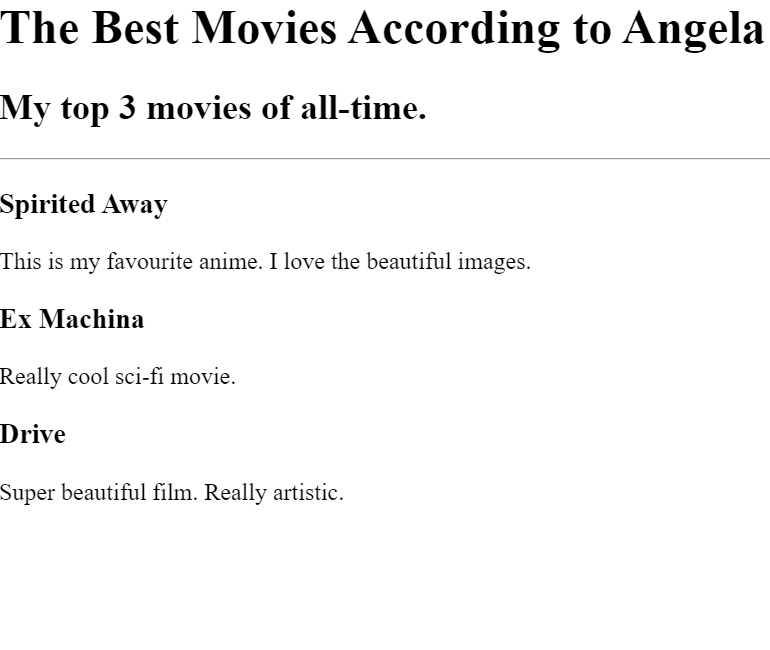 The Best Movies According to Angela
My top 3 movies of all-time.
Spirited Away
This is my favourite anime. I love the beautiful images.
Ex Machina
Really cool sci-fi movie.
Drive
Super beautiful film. Really artistic.